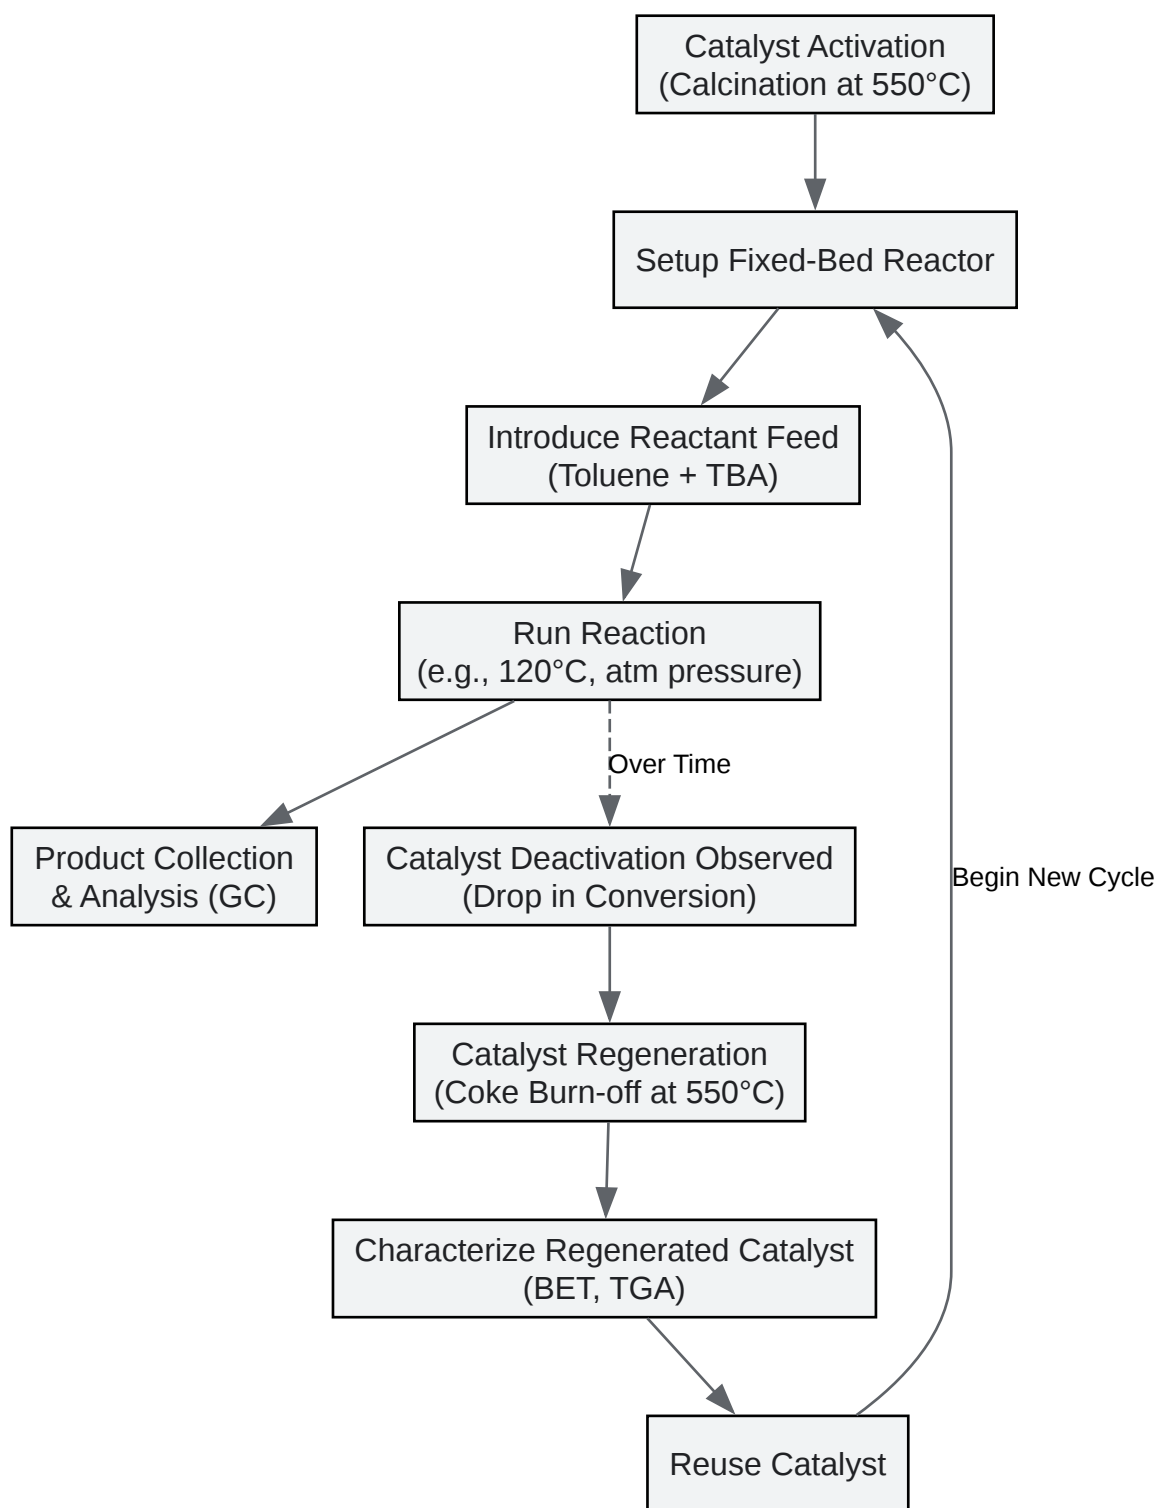 Catalyst Activation
(Calcination at 550°C)
Setup Fixed-Bed Reactor
Introduce Reactant Feed
(Toluene + TBA)
Run Reaction
(e.g., 120°C, atm pressure)
Over Time
Product Collection
& Analysis (GC)
Catalyst Deactivation Observed
(Drop in Conversion)
Begin New Cycle
Catalyst Regeneration
(Coke Burn-off at 550°C)
Characterize Regenerated Catalyst
(BET, TGA)
Reuse Catalyst